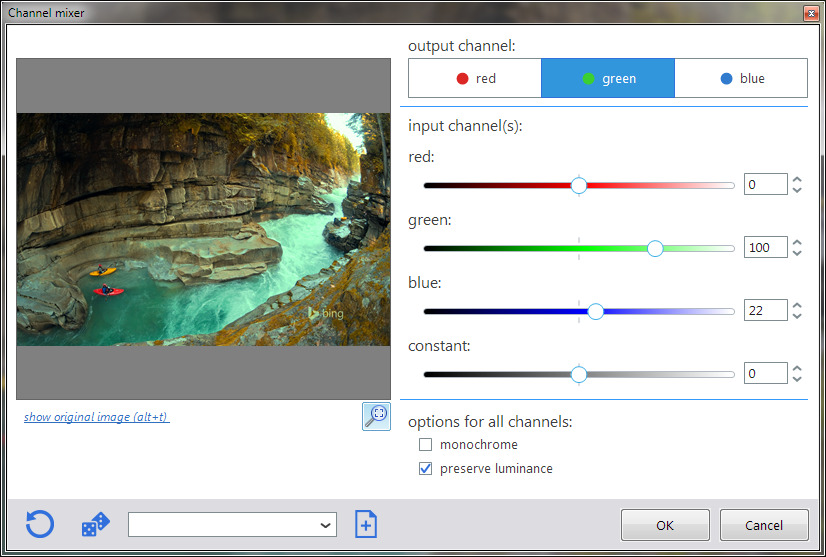 Channel mixer
output channel:
red
green
blue
input channel(s):
red:
0
green:
100
blue:
22
constant:
0
bing
show original image (alt+t)
options for all channels:
monochrome
preserve luminance
OK
Cancel